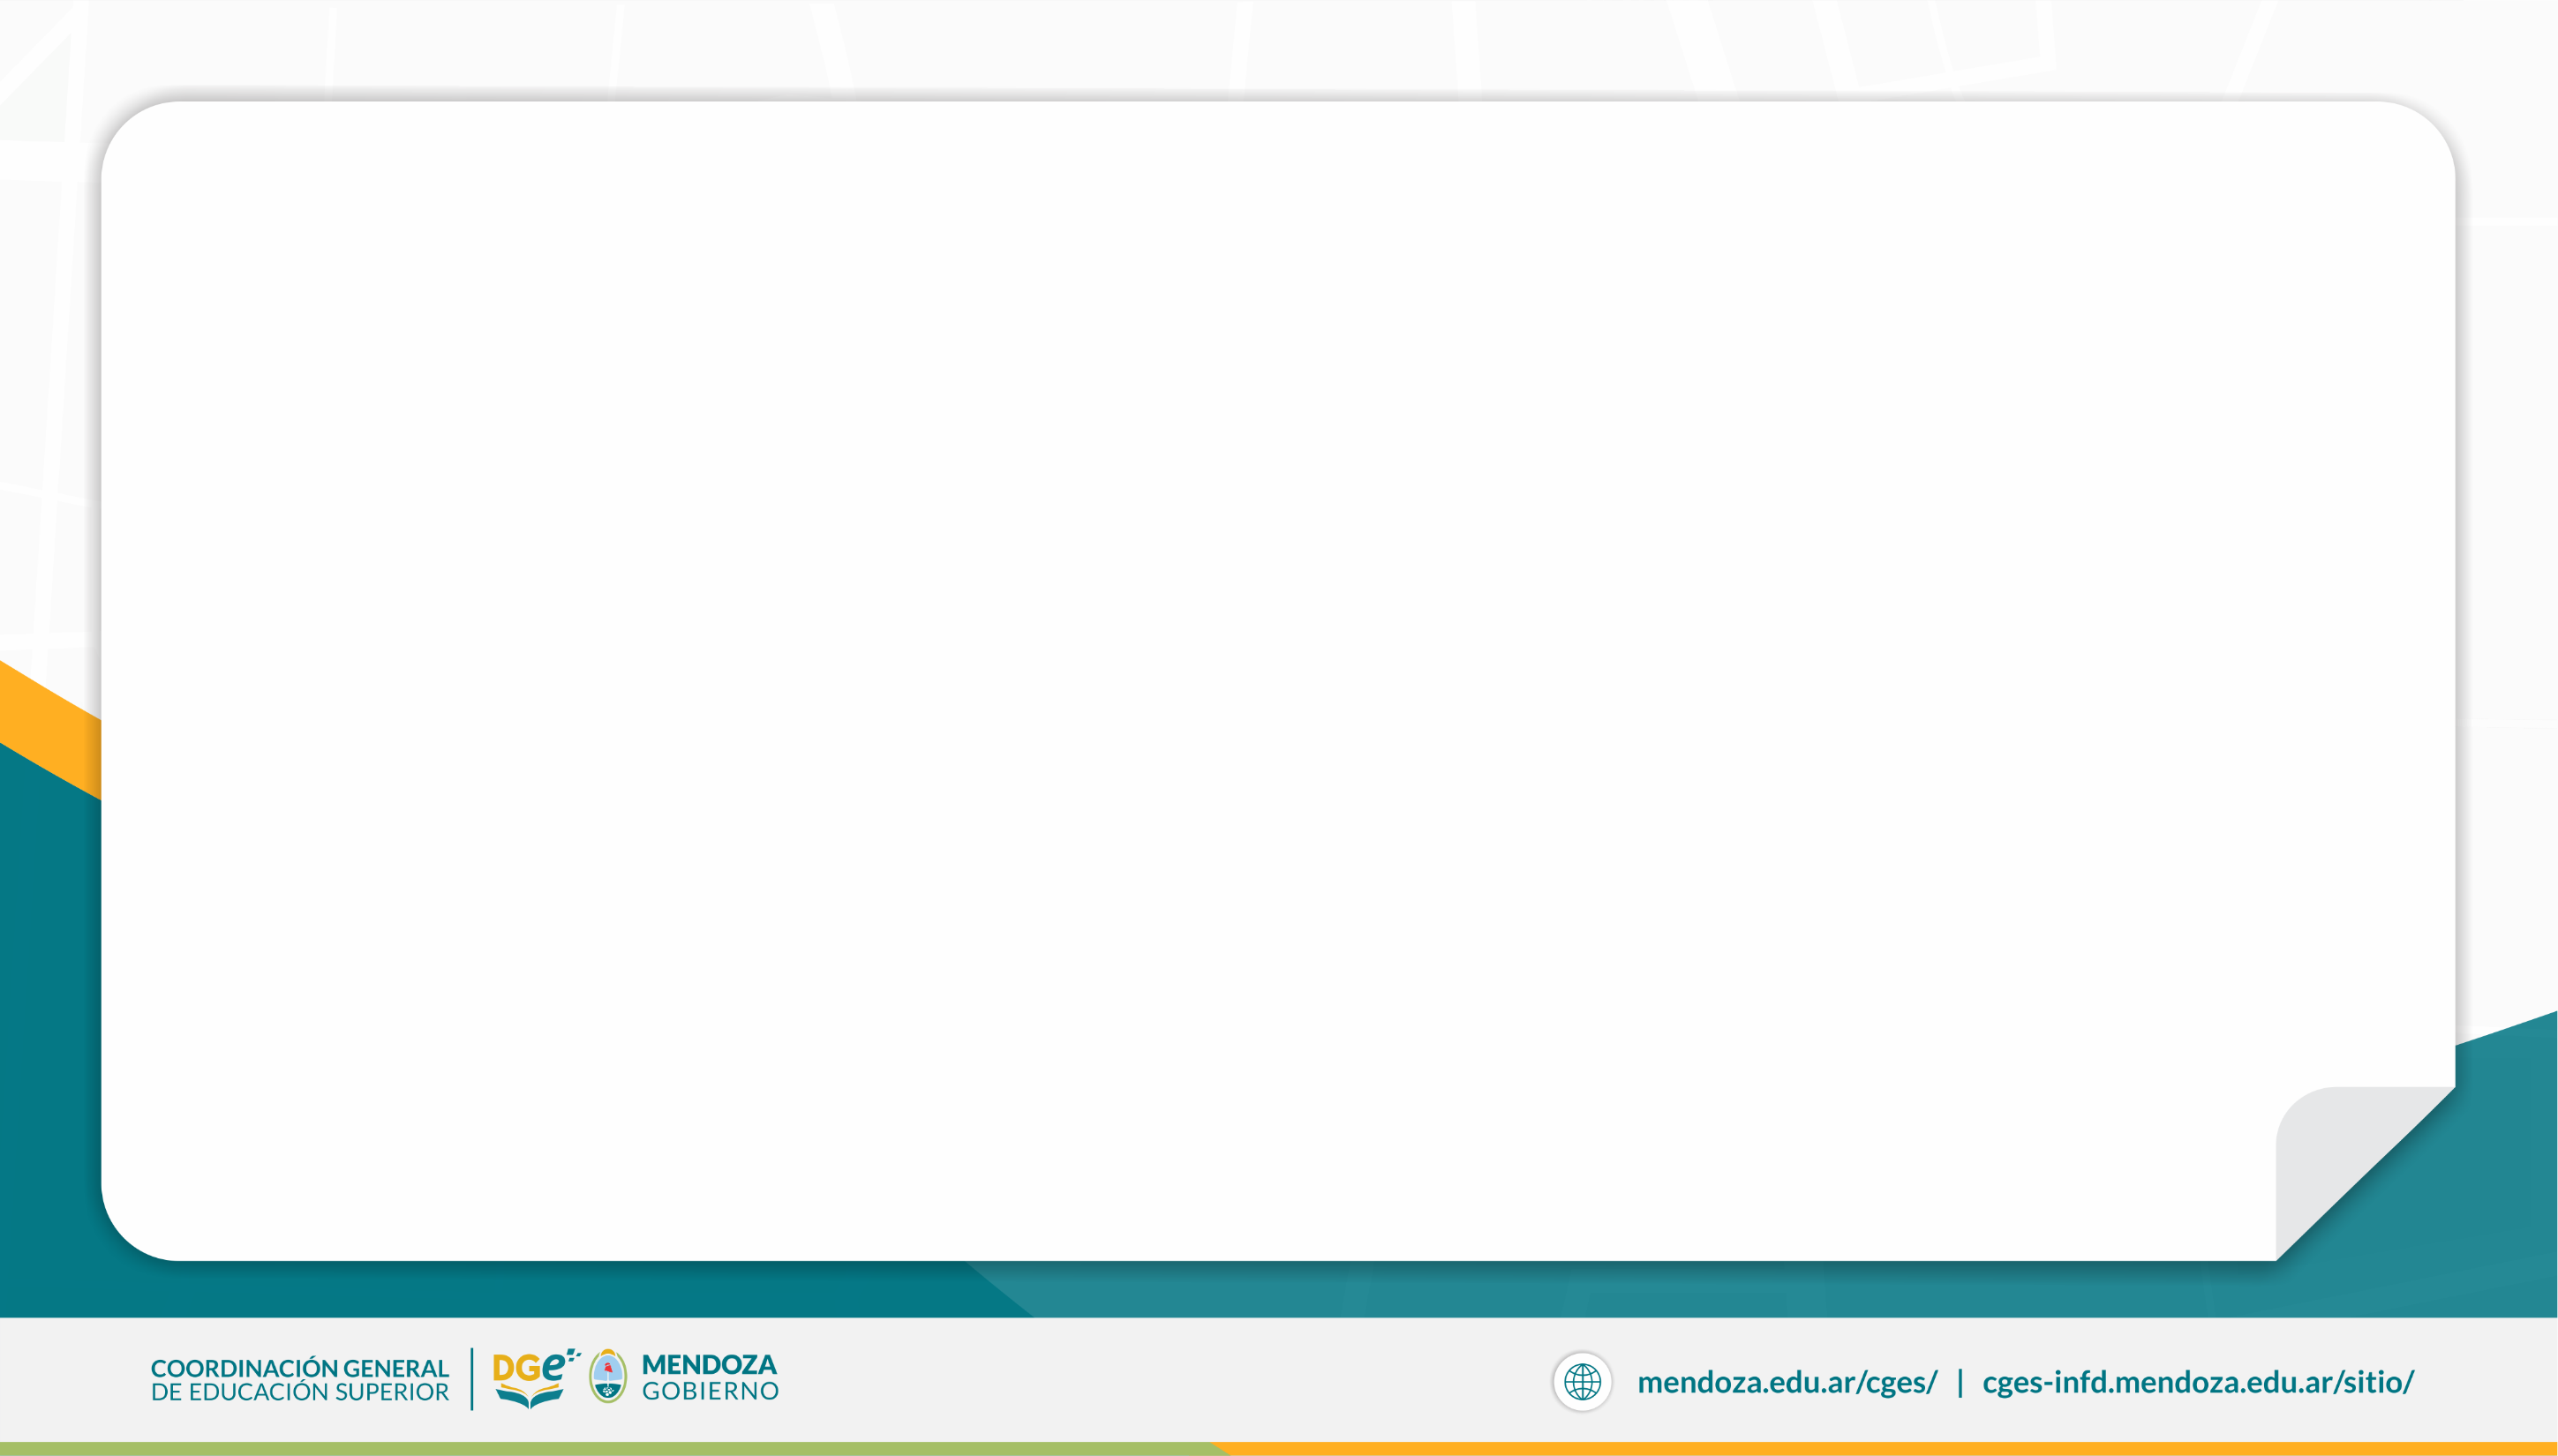 COORDINACIÓN GENERAL
DE EDUCACIÓN SUPERIOR
DGe
MENDOZA
GOBIERNO
mendoza.edu.ar/cges/ | cges-infd.mendoza.edu.ar/sitio/